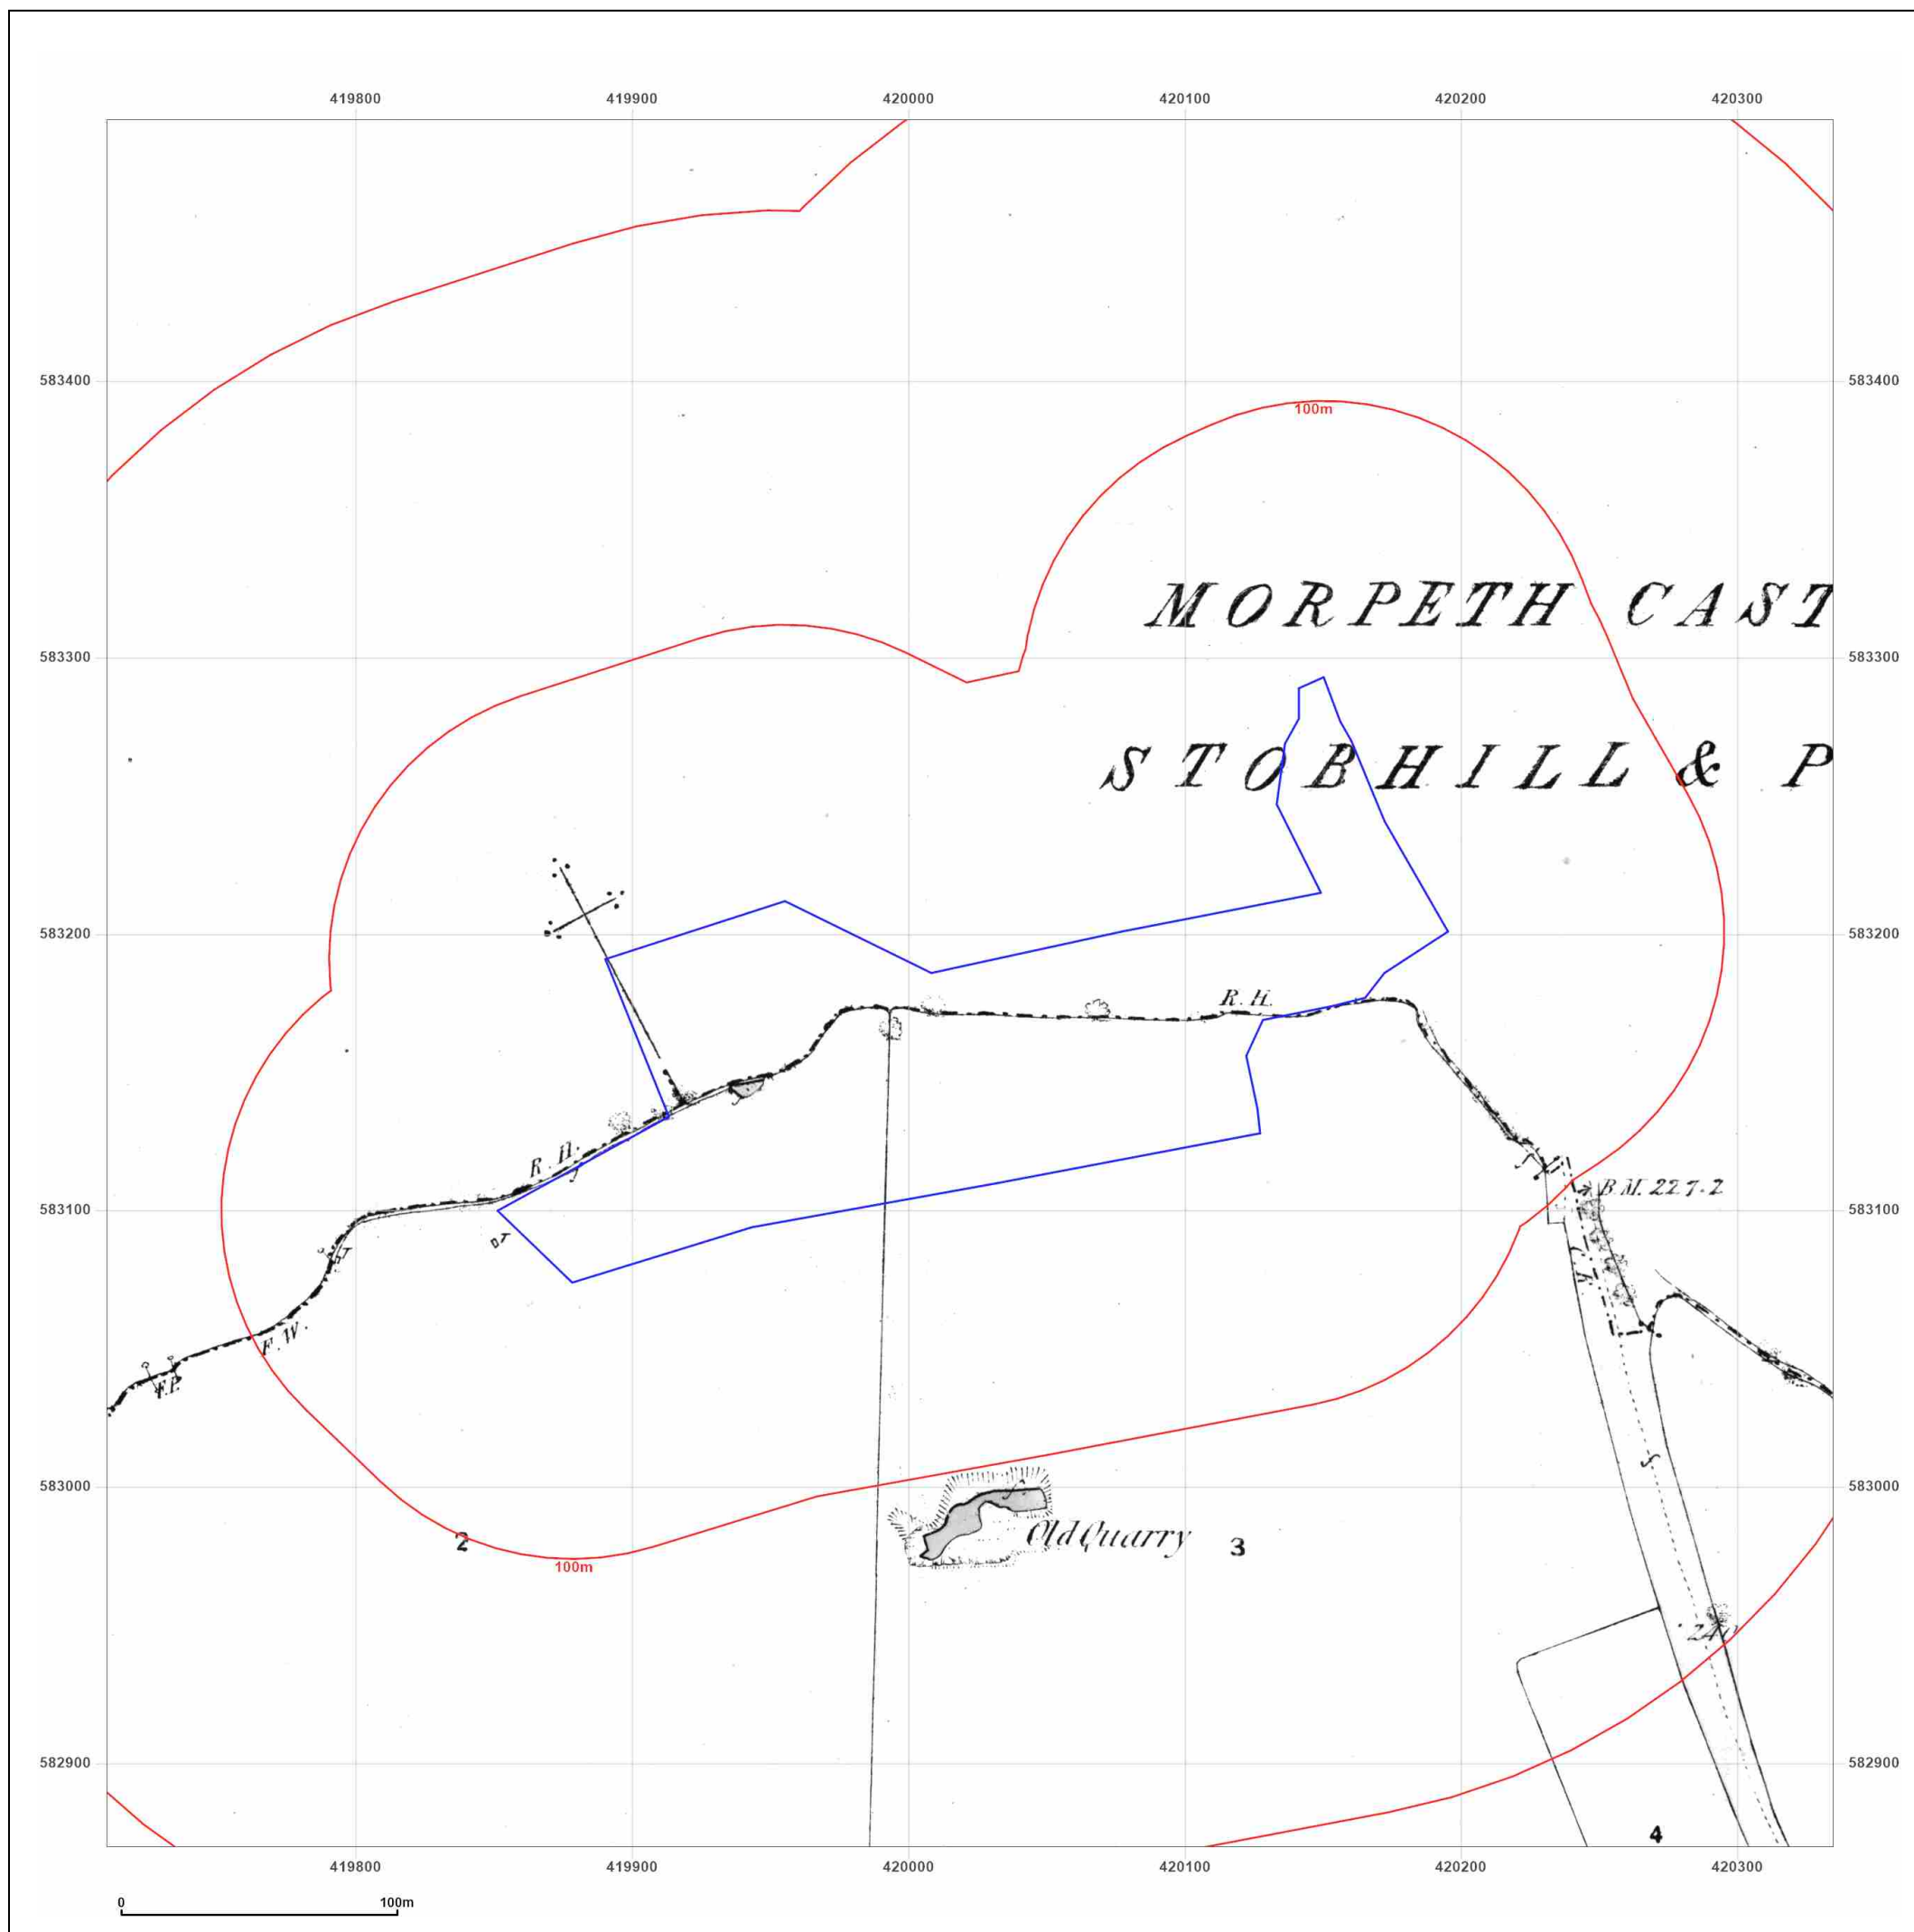 419800 419900 420000 420100 420200 420300
583400 583400
100m
MORPETH CAST
583300 583300
STOBHILL & P
583200 583200
R.H.
R.H.
B.M. 227.2
583100 583100
F.W.
583000 583000
Old Quarry 3
2
100m
4
582900 582900
419800 419900 420000 420100 420200 420300
0 100m